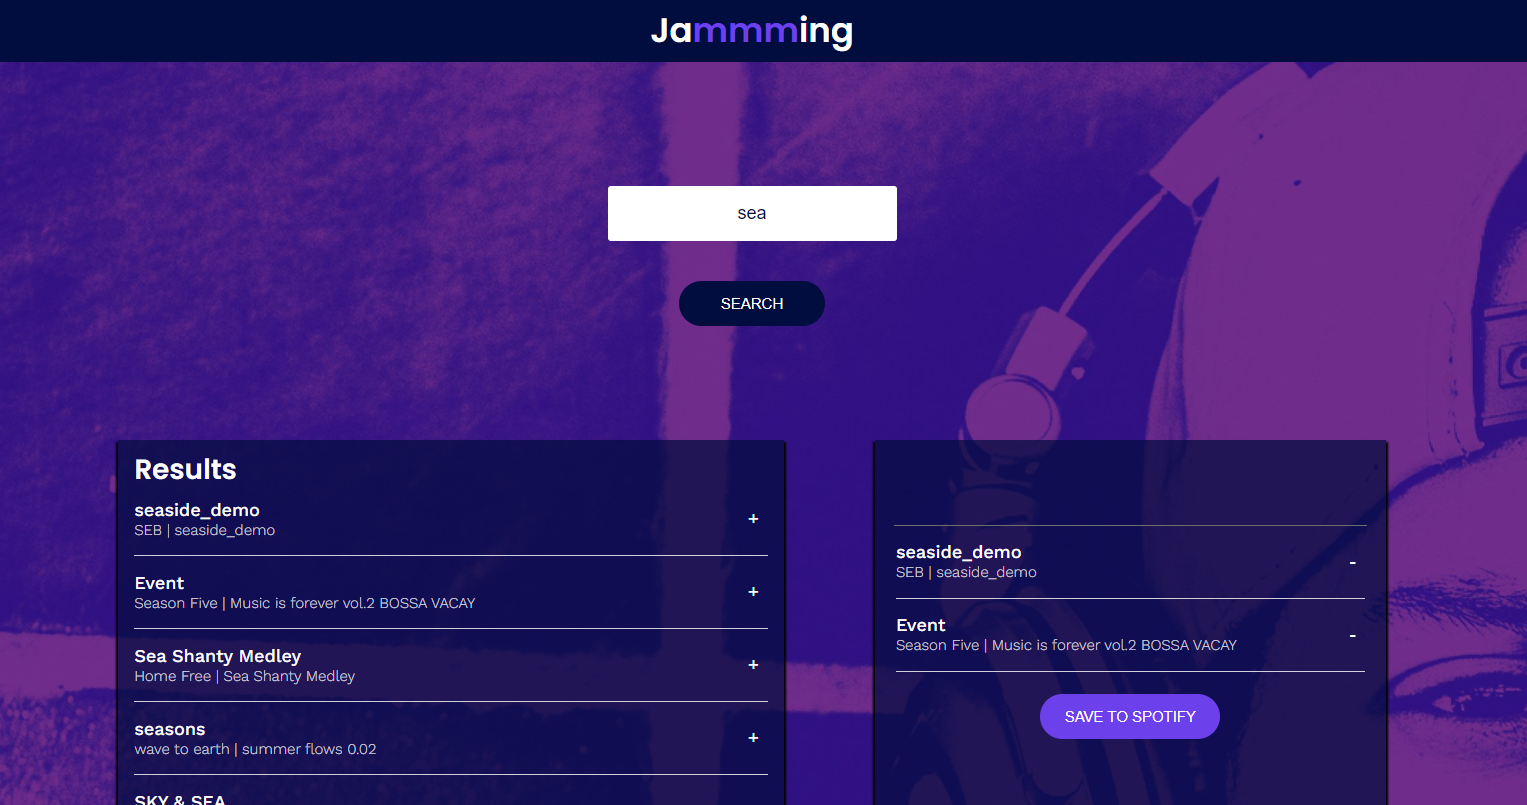 Jammming
sea
SEARCH
Results
seaside_demo
SEB | seaside_demo
+
Event
Season Five | Music is forever vol.2 BOSSA VACAY
+
Sea Shanty Medley
Home Free | Sea Shanty Medley
+
seasons
wave to earth | summer flows 0.02
+
SKY & SEA
seaside_demo
SEB | seaside_demo
-
Event
Season Five | Music is forever vol.2 BOSSA VACAY
-
SAVE TO SPOTIFY